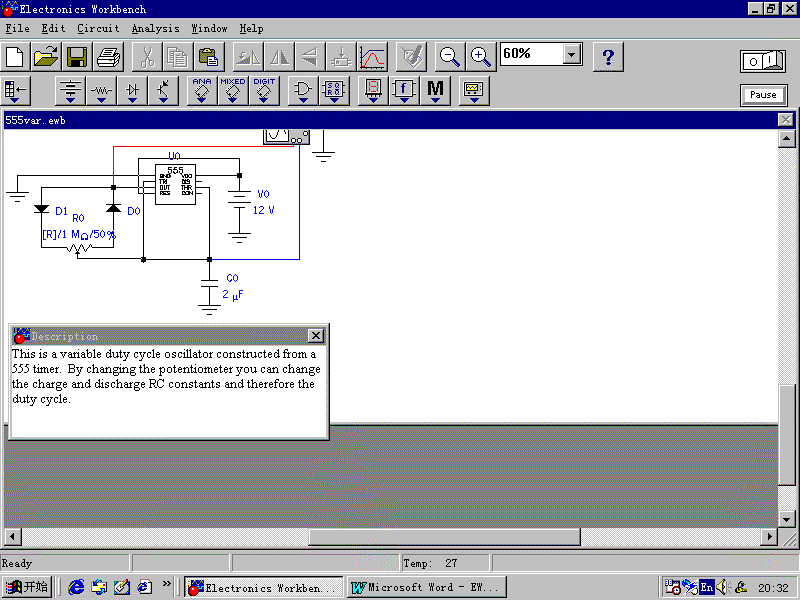 Electronics Workbench
File Edit Circuit Analysis Window Help
60%
?
O I
ANA MIXED DIGIT
f M
Pause
555var.ewb
U0
555
GND VDD
TRI DIS
OUT THR
RES CON
D1 D0
R0
[R]/1 MΩ/50%
V0
12 V
C0
2 μF
Description
This is a variable duty cycle oscillator constructed from a
555 timer. By changing the potentiometer you can change
the charge and discharge RC constants and therefore the
duty cycle.
Ready Temp: 27
开始 Electronics Workben... Microsoft Word - EW... En 20:32